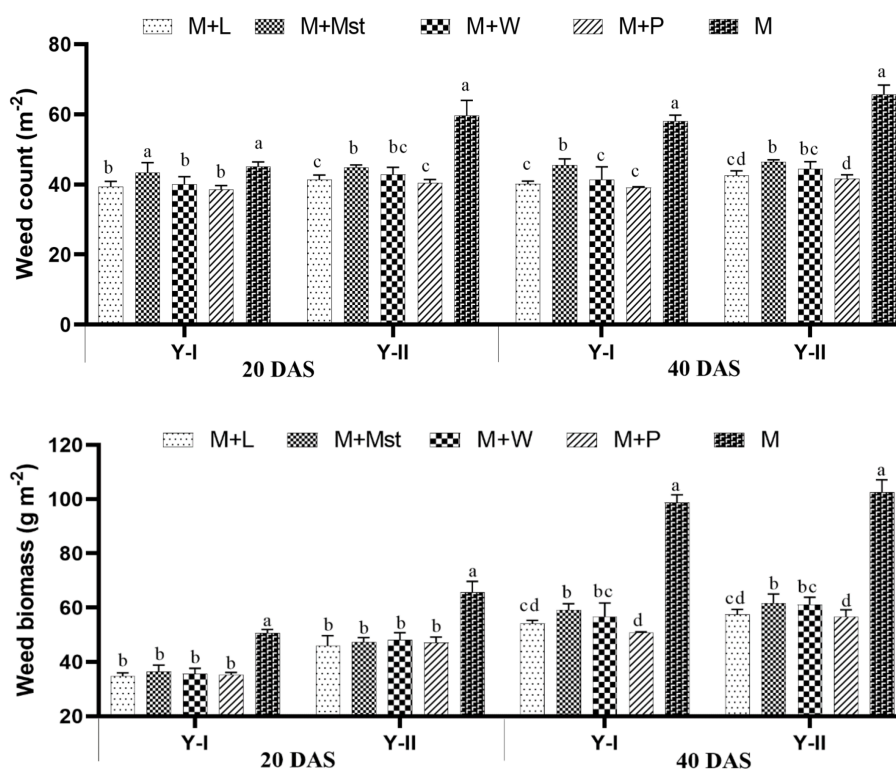 M+L M+Mst M+W M+P M
Weed count (m-2)
80
60
40
20
0
b a b b a
c b bc c a
c b c c a
cd b bc d a
Y-I Y-II Y-I Y-II
20 DAS 40 DAS
M+L M+Mst M+W M+P M
Weed biomass (g m-2)
120
100
80
60
40
20
b b b b a
b b b b a
cd b bc d a
cd b bc d a
Y-I Y-II Y-I Y-II
20 DAS 40 DAS